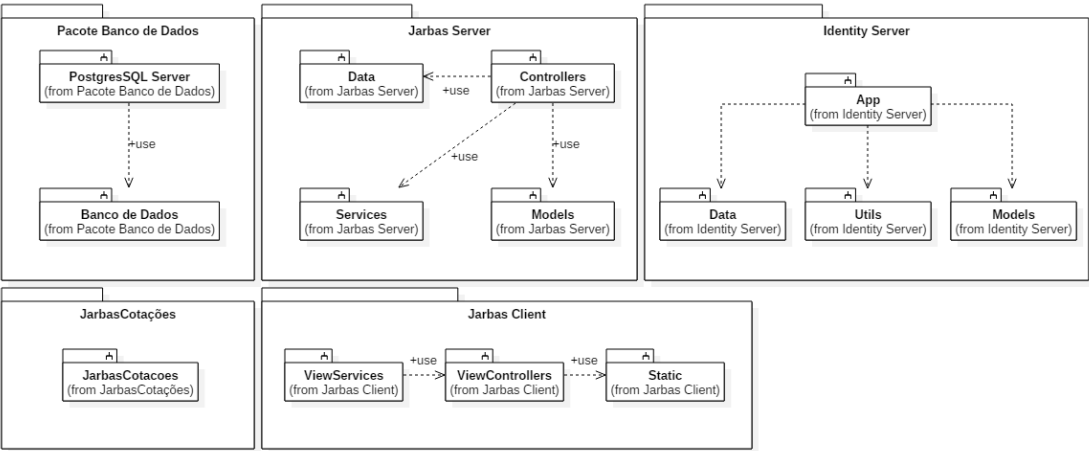 Pacote Banco de Dados
PostgresSQL Server
(from Pacote Banco de Dados)
+use
Banco de Dados
(from Pacote Banco de Dados)
Jarbas Server
Data
(from Jarbas Server)
Controllers
(from Jarbas Server)
+use
+use
+use
Services
(from Jarbas Server)
Models
(from Jarbas Server)
Identity Server
App
(from Identity Server)
Data
(from Identity Server)
Utils
(from Identity Server)
Models
(from Identity Server)
JarbasCotações
JarbasCotacoes
(from JarbasCotações)
Jarbas Client
ViewServices
(from Jarbas Client)
+use
ViewControllers
(from Jarbas Client)
+use
Static
(from Jarbas Client)